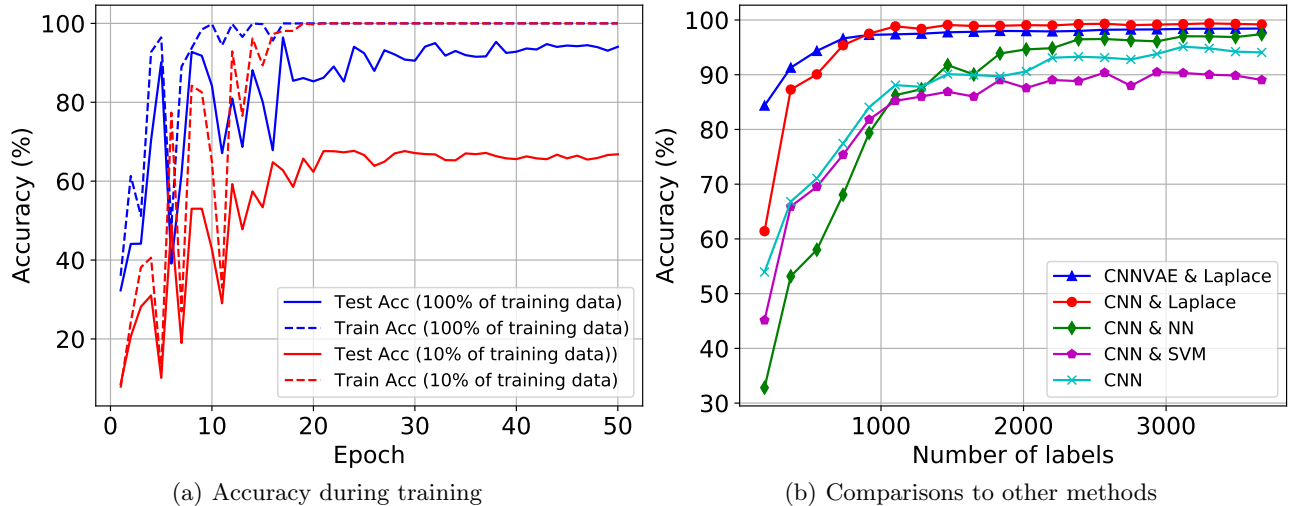 100
80
60
40
20
Accuracy (%)
0
10
20
30
40
50
Epoch
Test Acc (100% of training data)
Train Acc (100% of training data)
Test Acc (10% of training data))
Train Acc (10% of training data)
(a) Accuracy during training
100
90
80
70
60
50
40
30
Accuracy (%)
1000
2000
3000
Number of labels
CNNVAE & Laplace
CNN & Laplace
CNN & NN
CNN & SVM
CNN
(b) Comparisons to other methods